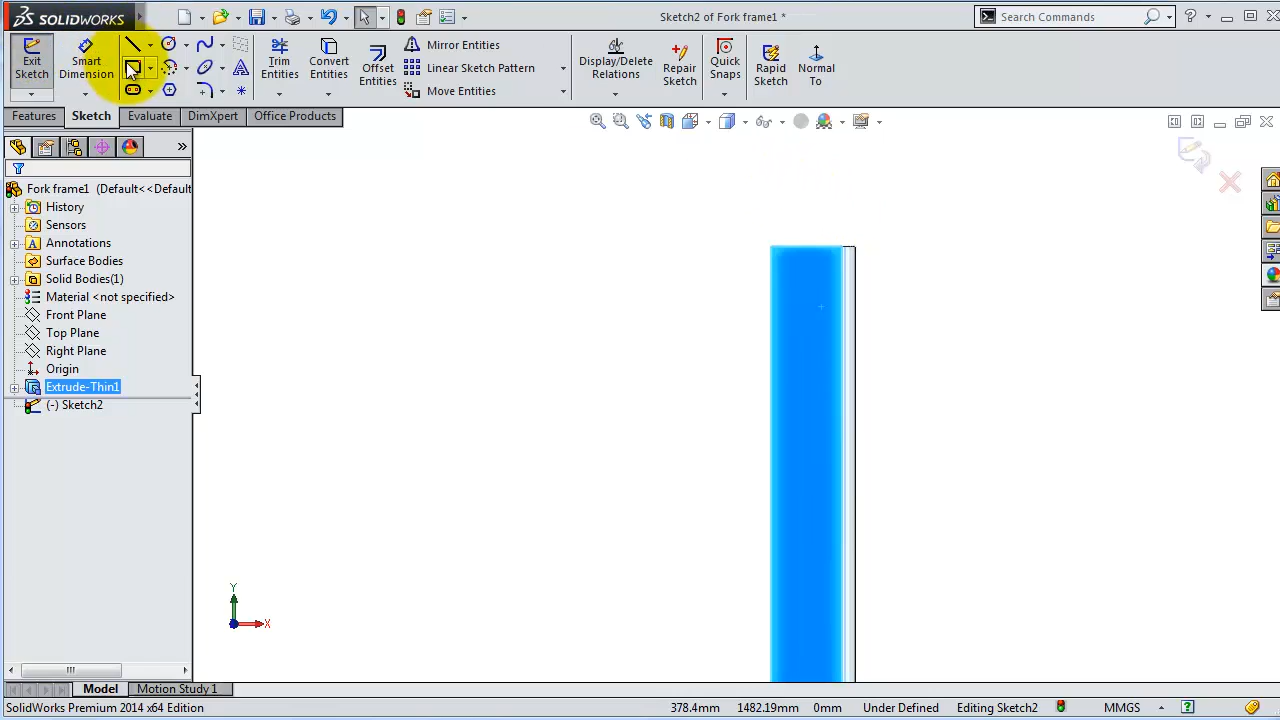 SOLIDWORKS
Sketch2 of Fork frame1 *
Search Commands
Exit Sketch
Smart Dimension
Trim Entities
Convert Entities
Offset Entities
Mirror Entities
Linear Sketch Pattern
Move Entities
Display/Delete Relations
Repair Sketch
Quick Snaps
Rapid Sketch
Normal To
Features
Sketch
Evaluate
DimXpert
Office Products
Fork frame1 (Default<<Default
History
Sensors
Annotations
Surface Bodies
Solid Bodies(1)
Material <not specified>
Front Plane
Top Plane
Right Plane
Origin
Extrude-Thin1
(-) Sketch2
Y
X
Model
Motion Study 1
SolidWorks Premium 2014 x64 Edition
378.4mm
1482.19mm
0mm
Under Defined
Editing Sketch2
MMGS